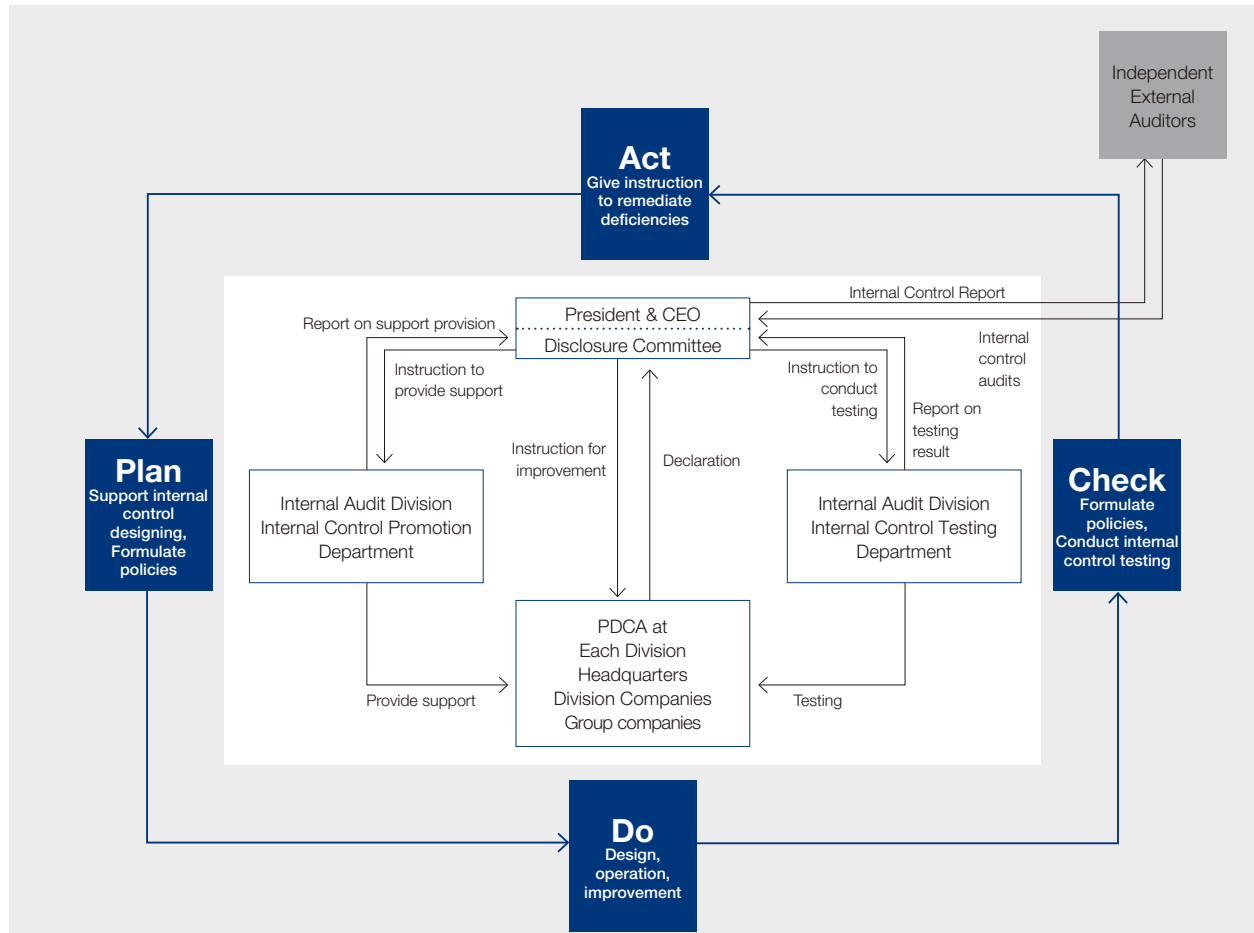 Independent
External
Auditors
Act
Give instruction
to remediate
deficiencies
Internal Control Report
President & CEO
Disclosure Committee
Report on support provision
Instruction to
provide support
Instruction to
conduct
testing
Internal
control
audits
Report on
testing
result
Instruction for
improvement
Declaration
Plan
Support internal
control
designing,
Formulate
policies
Internal Audit Division
Internal Control Promotion
Department
Internal Audit Division
Internal Control Testing
Department
Check
Formulate
policies,
Conduct internal
control testing
PDCA at
Each Division
Headquarters
Division Companies
Group companies
Provide support
Testing
Do
Design,
operation,
improvement